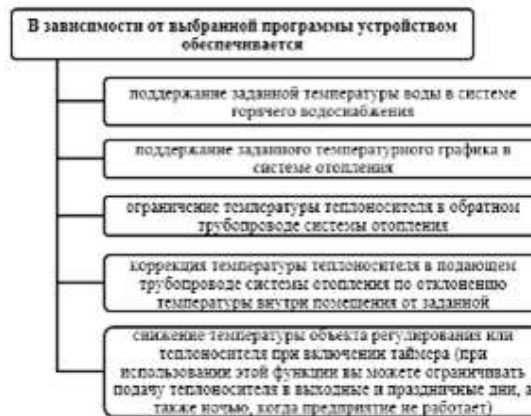 В зависимости от выбранной программы устройством
обеспечивается
поддержание заданной температуры воды в системе
горячего водоснабжения
поддержание заданного температурного графика в
системе отопления
ограничение температуры теплоносителя в обратном
трубопроводе системы отопления
коррекция температуры теплоносителя в подающем
трубопроводе системы отопления по отклонению
температуры внутри помещения от заданной
снижение температуры объекта регулирования или
теплоносителя при включении таймера (при
использовании этой функции вы можете ограничивать
подачу теплоносителя в выходные и праздничные дни, а
также ночью, когда предприятие не работает)